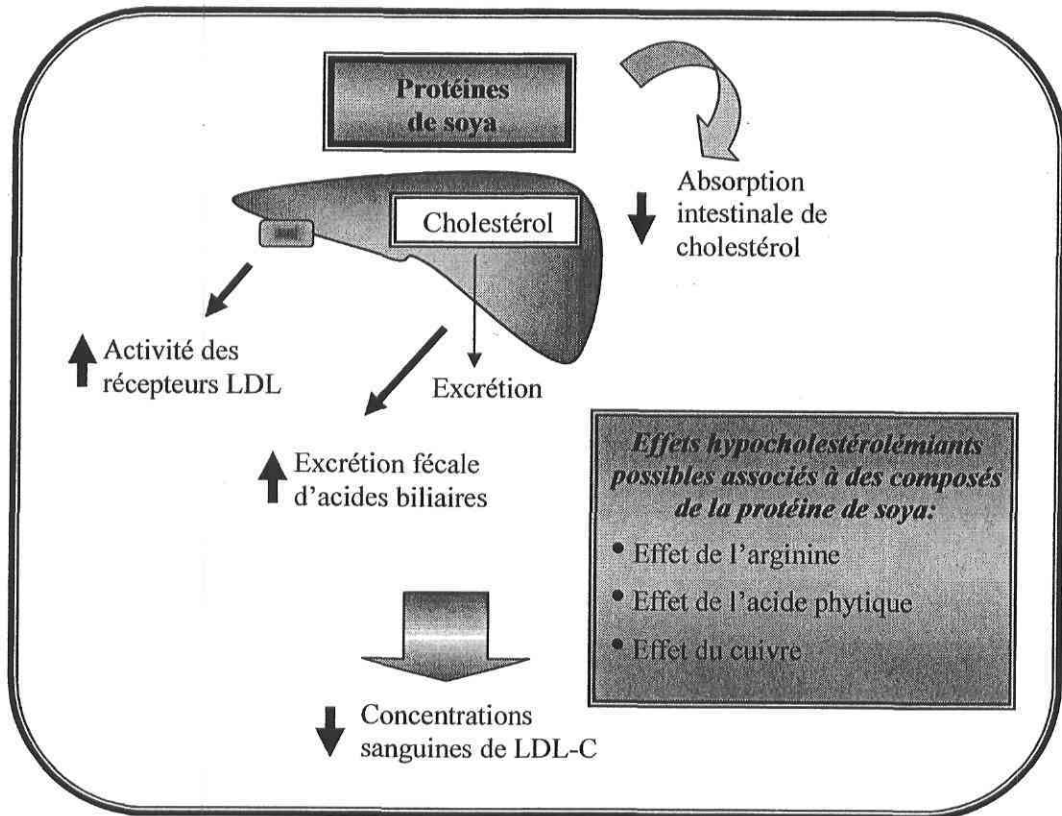 Protéines
de soya
Absorption
intestinale de
cholestérol
Cholestérol
Activité des
récepteurs LDL
Excrétion
Excrétion fécale
d'acides biliaires
Effets hypocholestérolémiants
possibles associés à des composés
de la protéine de soya:
• Effet de l'arginine
• Effet de l'acide phytique
• Effet du cuivre
Concentrations
sanguines de LDL-C